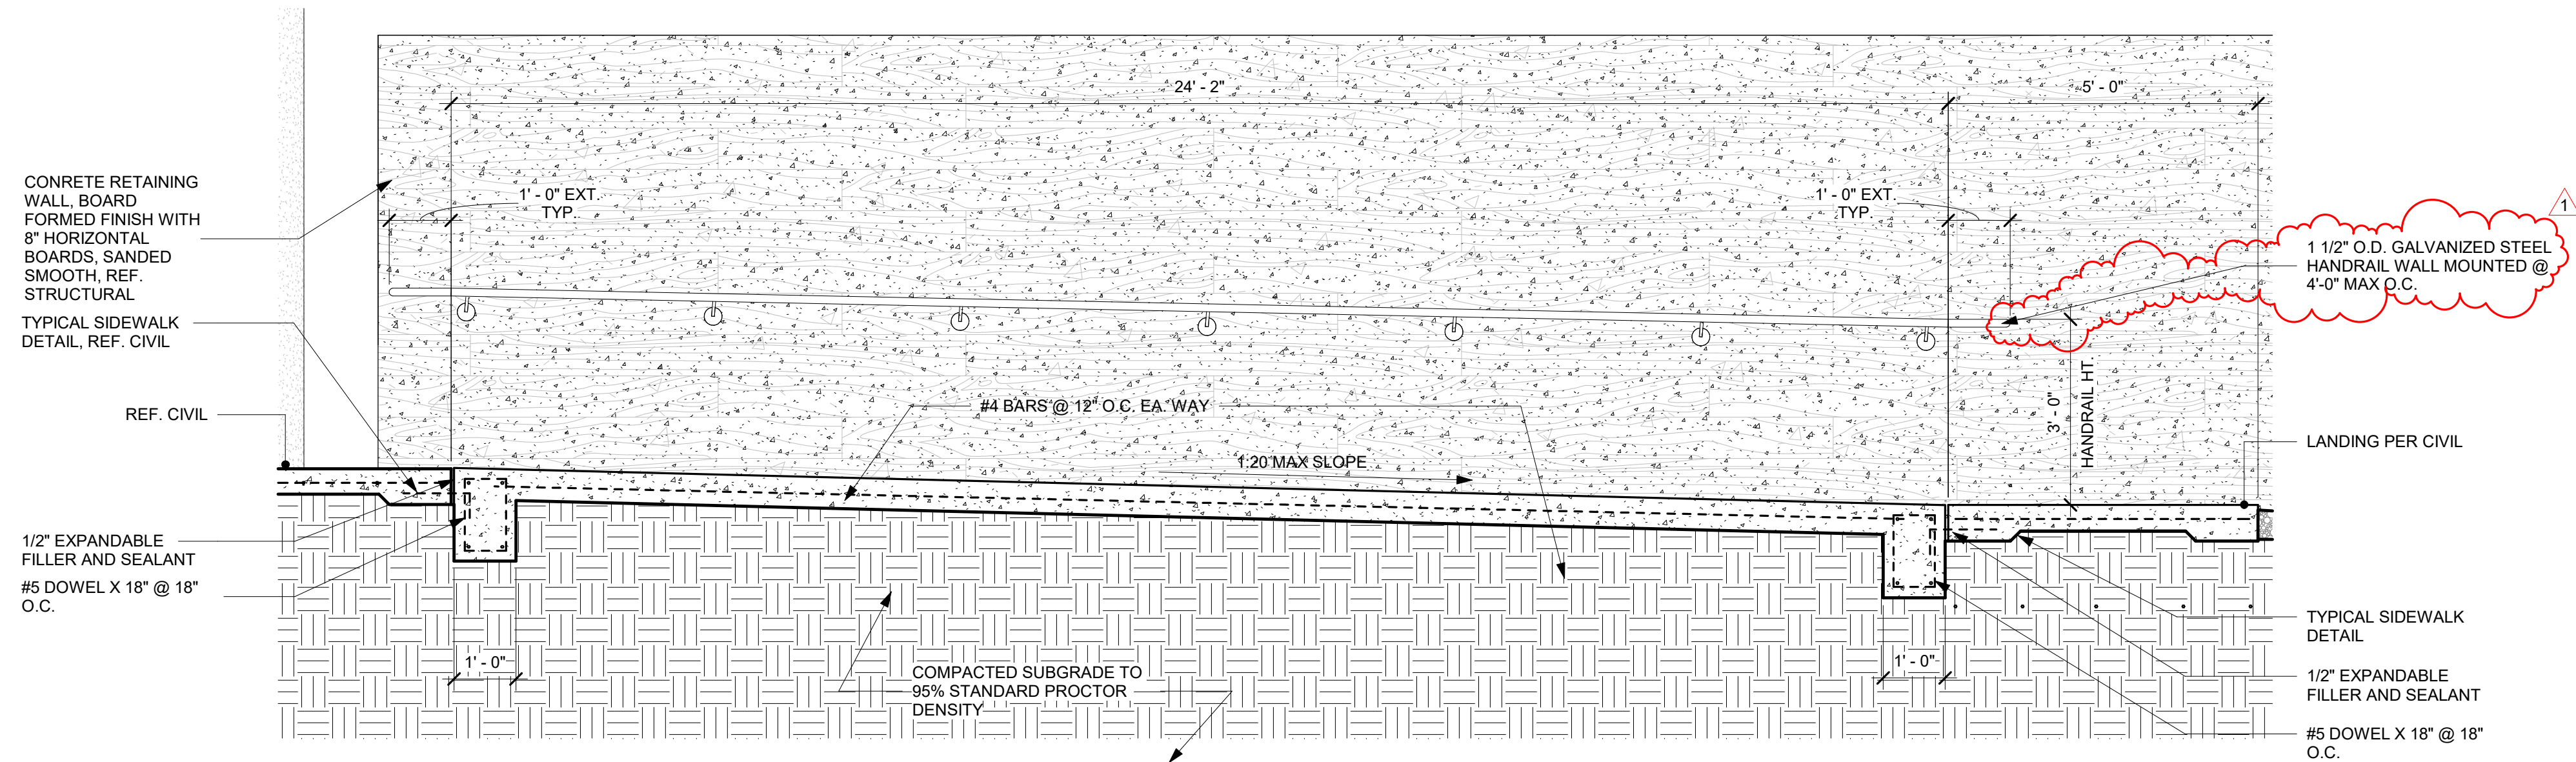 24' - 2"
5' - 0"
CONRETE RETAINING
WALL, BOARD
FORMED FINISH WITH
8" HORIZONTAL
BOARDS, SANDED
SMOOTH, REF.
STRUCTURAL
1' - 0" EXT.
TYP.
1' - 0" EXT.
TYP.
1
1 1/2" O.D. GALVANIZED STEEL
HANDRAIL WALL MOUNTED @
4'-0" MAX O.C.
TYPICAL SIDEWALK
DETAIL, REF. CIVIL
REF. CIVIL
#4 BARS @ 12" O.C. EA. WAY
3' - 0"
HANDRAIL HT.
LANDING PER CIVIL
1:20 MAX SLOPE
1/2" EXPANDABLE
FILLER AND SEALANT
#5 DOWEL X 18" @ 18"
O.C.
1' - 0"
COMPACTED SUBGRADE TO
95% STANDARD PROCTOR
DENSITY
1' - 0"
TYPICAL SIDEWALK
DETAIL
1/2" EXPANDABLE
FILLER AND SEALANT
#5 DOWEL X 18" @ 18"
O.C.